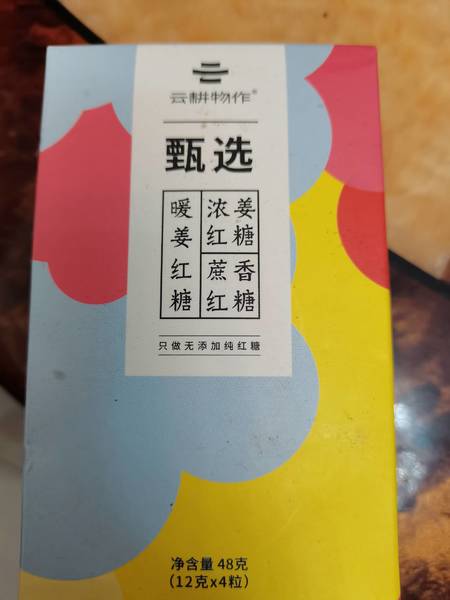 云耕物作®
甄选
暖姜红糖
浓姜
红糖
蔗香
红糖
只做无添加纯红糖
净含量 48克
(12克x4粒)